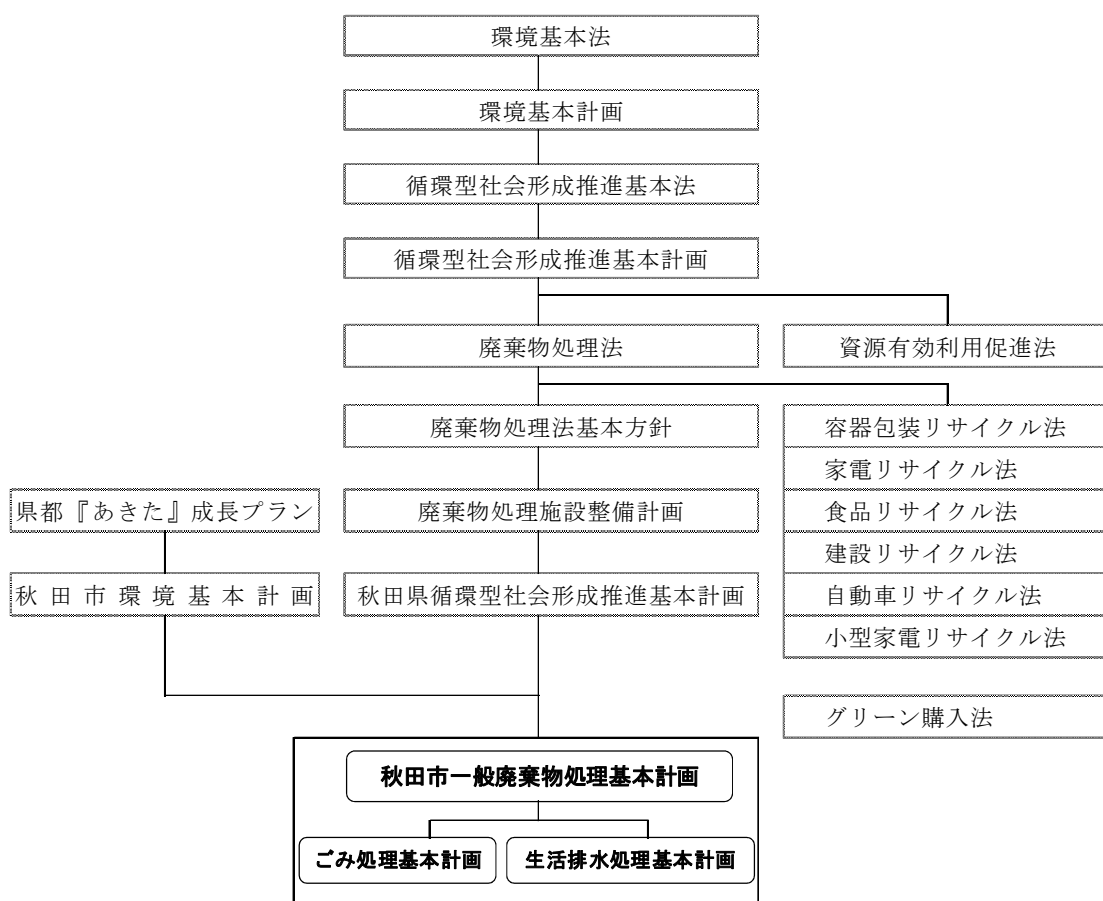 環境基本法
環境基本計画
循環型社会形成推進基本法
循環型社会形成推進基本計画
廃棄物処理法
資源有効利用促進法
廃棄物処理法基本方針
容器包装リサイクル法
家電リサイクル法
県都『あきた』成長プラン
廃棄物処理施設整備計画
食品リサイクル法
建設リサイクル法
秋田市環境基本計画
秋田県循環型社会形成推進基本計画
自動車リサイクル法
小型家電リサイクル法
グリーン購入法
秋田市一般廃棄物処理基本計画
ごみ処理基本計画
生活排水処理基本計画